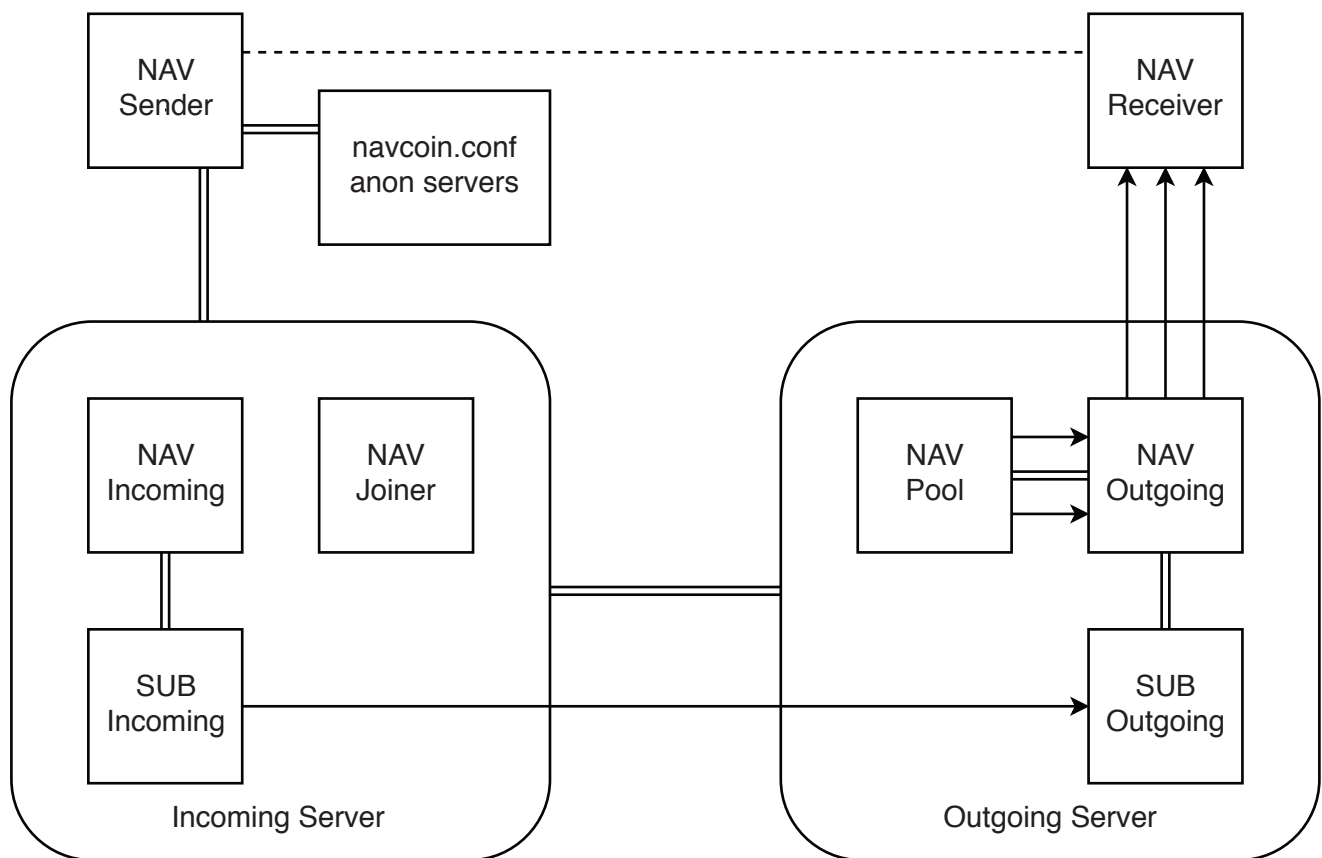 NAV
Sender
navcoin.conf
anon servers
NAV
Receiver
NAV
Incoming
NAV
Joiner
SUB
Incoming
Incoming Server
NAV
Pool
NAV
Outgoing
SUB
Outgoing
Outgoing Server